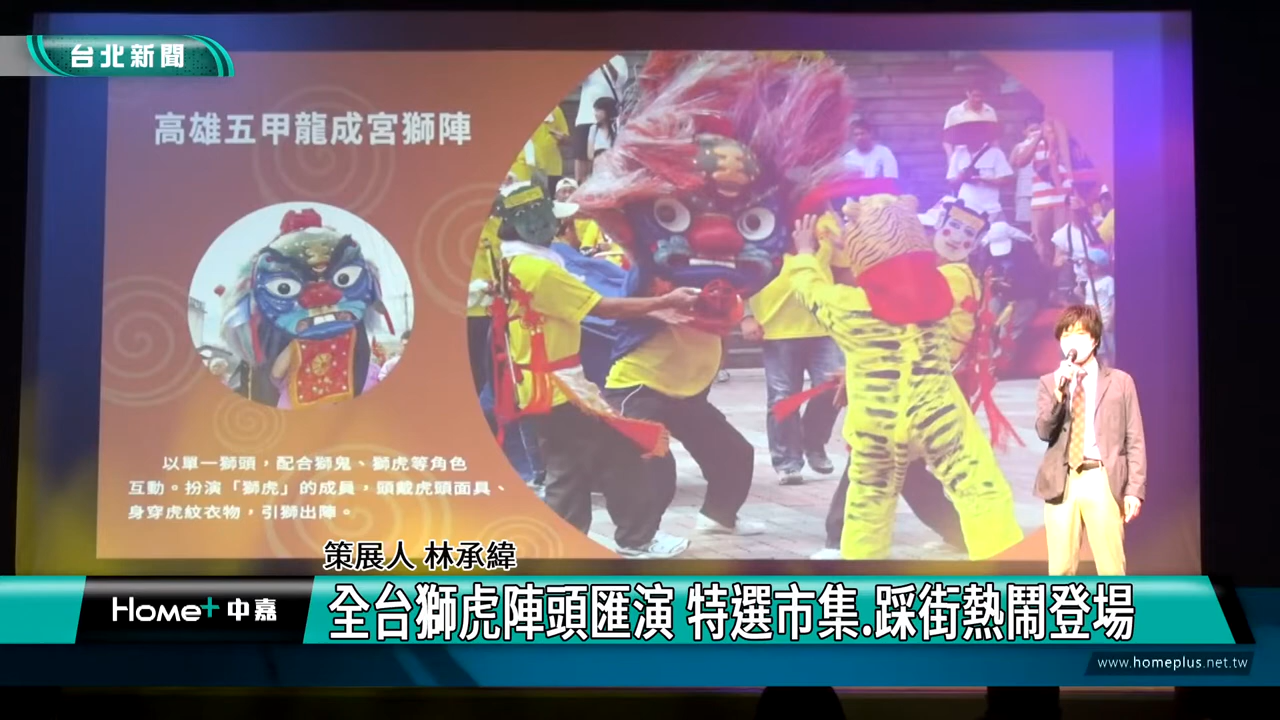 台北新聞
高雄五甲龍成宮獅陣
以單一獅頭，配合獅鬼、獅虎等角色
互動。扮演「獅虎」的成員，頭戴虎頭面具、
身穿虎紋衣物，引獅出陣。
策展人 林承緯
Home+中嘉
全台獅虎陣頭匯演 特選市集.踩街熱鬧登場
www.homeplus.net.tw